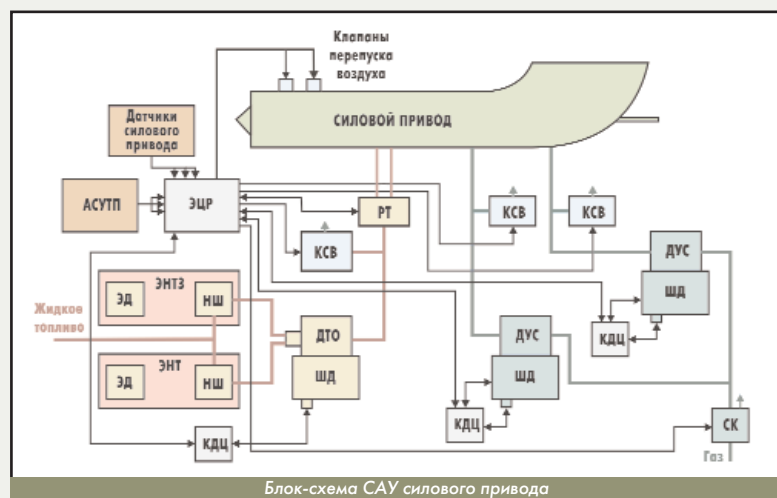 Клапаны
перепуска
воздуха
Датчики
силового
привода
СИЛОВОЙ ПРИВОД
АСУТП
ЭЦР
РТ
КСВ
КСВ
КСВ
ДУС
ШД
КДЦ
ЭНТЗ
ЭД
НШ
Жидкое
топливо
ДТО
ШД
ДУС
ШД
ЭНТ
ЭД
НШ
КДЦ
КДЦ
СК
Газ
Блок-схема САУ силового привода